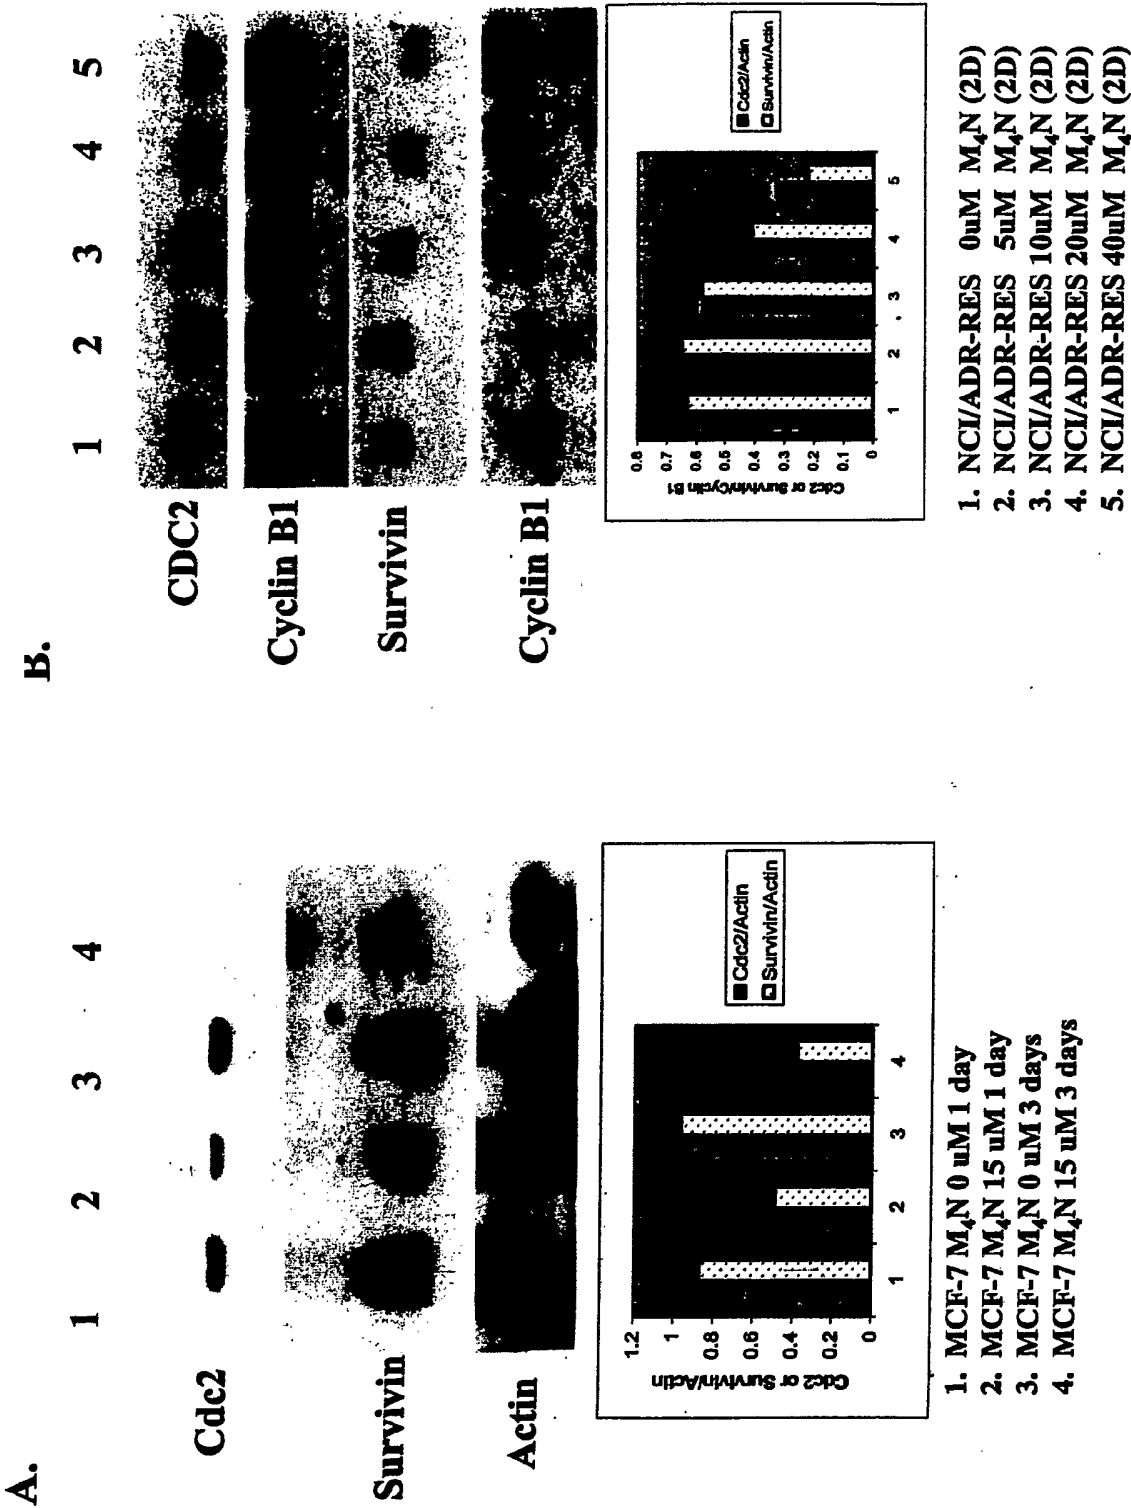 A.
1 2 3 4
Cdc2
Survivin
Actin
Cdc2 or Survivin/Actin
1.2
1
0.8
0.6
0.4
0.2
0
1 2 3 4
Cdc2/Actin
Survivin/Actin
1. MCF-7 M₄N 0 uM 1 day
2. MCF-7 M₄N 15 uM 1 day
3. MCF-7 M₄N 0 uM 3 days
4. MCF-7 M₄N 15 uM 3 days
B.
1 2 3 4 5
CDC2
Cyclin B1
Survivin
Cyclin B1
Cdc2 or Survivin/Cyclin B1
0.8
0.7
0.6
0.5
0.4
0.3
0.2
0.1
0
1 2 3 4 5
Cdc2/Actin
Survivin/Actin
1. NCI/ADR-RES 0uM M₄N (2D)
2. NCI/ADR-RES 5uM M₄N (2D)
3. NCI/ADR-RES 10uM M₄N (2D)
4. NCI/ADR-RES 20uM M₄N (2D)
5. NCI/ADR-RES 40uM M₄N (2D)